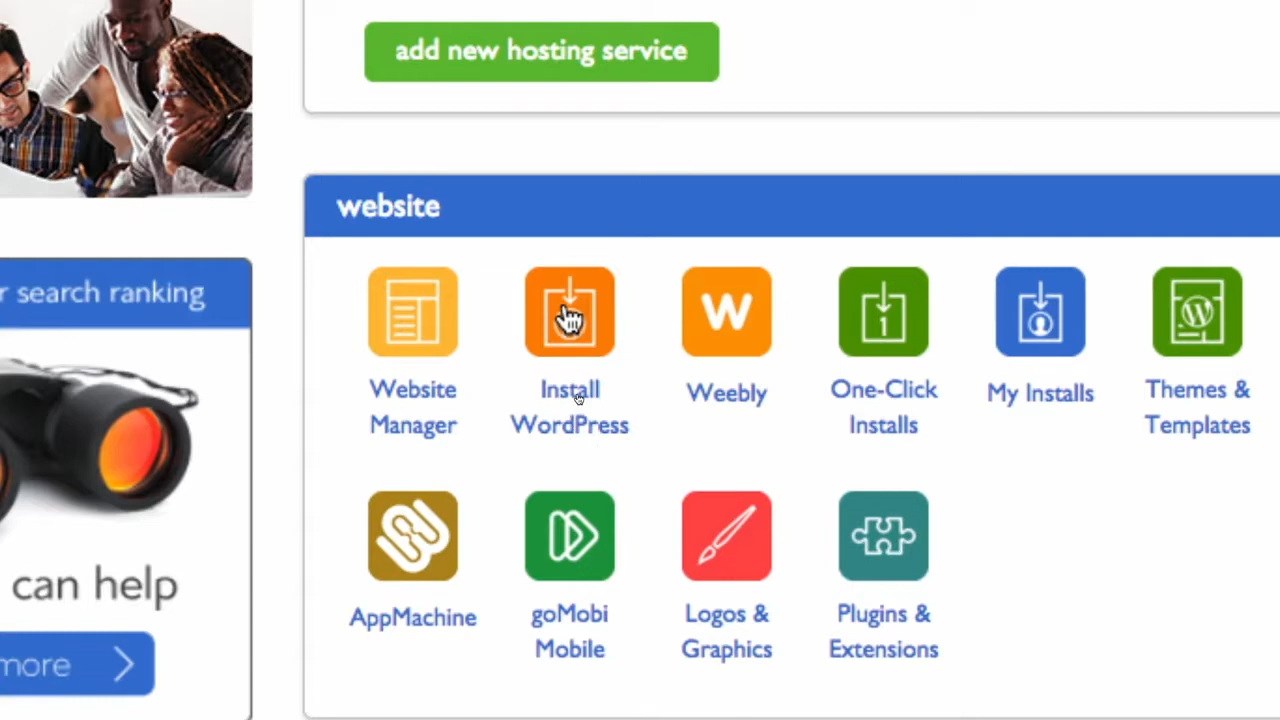 add new hosting service
website
r search ranking
Website
Manager
Install
WordPress
W
Weebly
1
One-Click
Installs
My Installs
W
Themes &
Templates
AppMachine
goMobi
Mobile
Logos &
Graphics
Plugins &
Extensions
can help
more